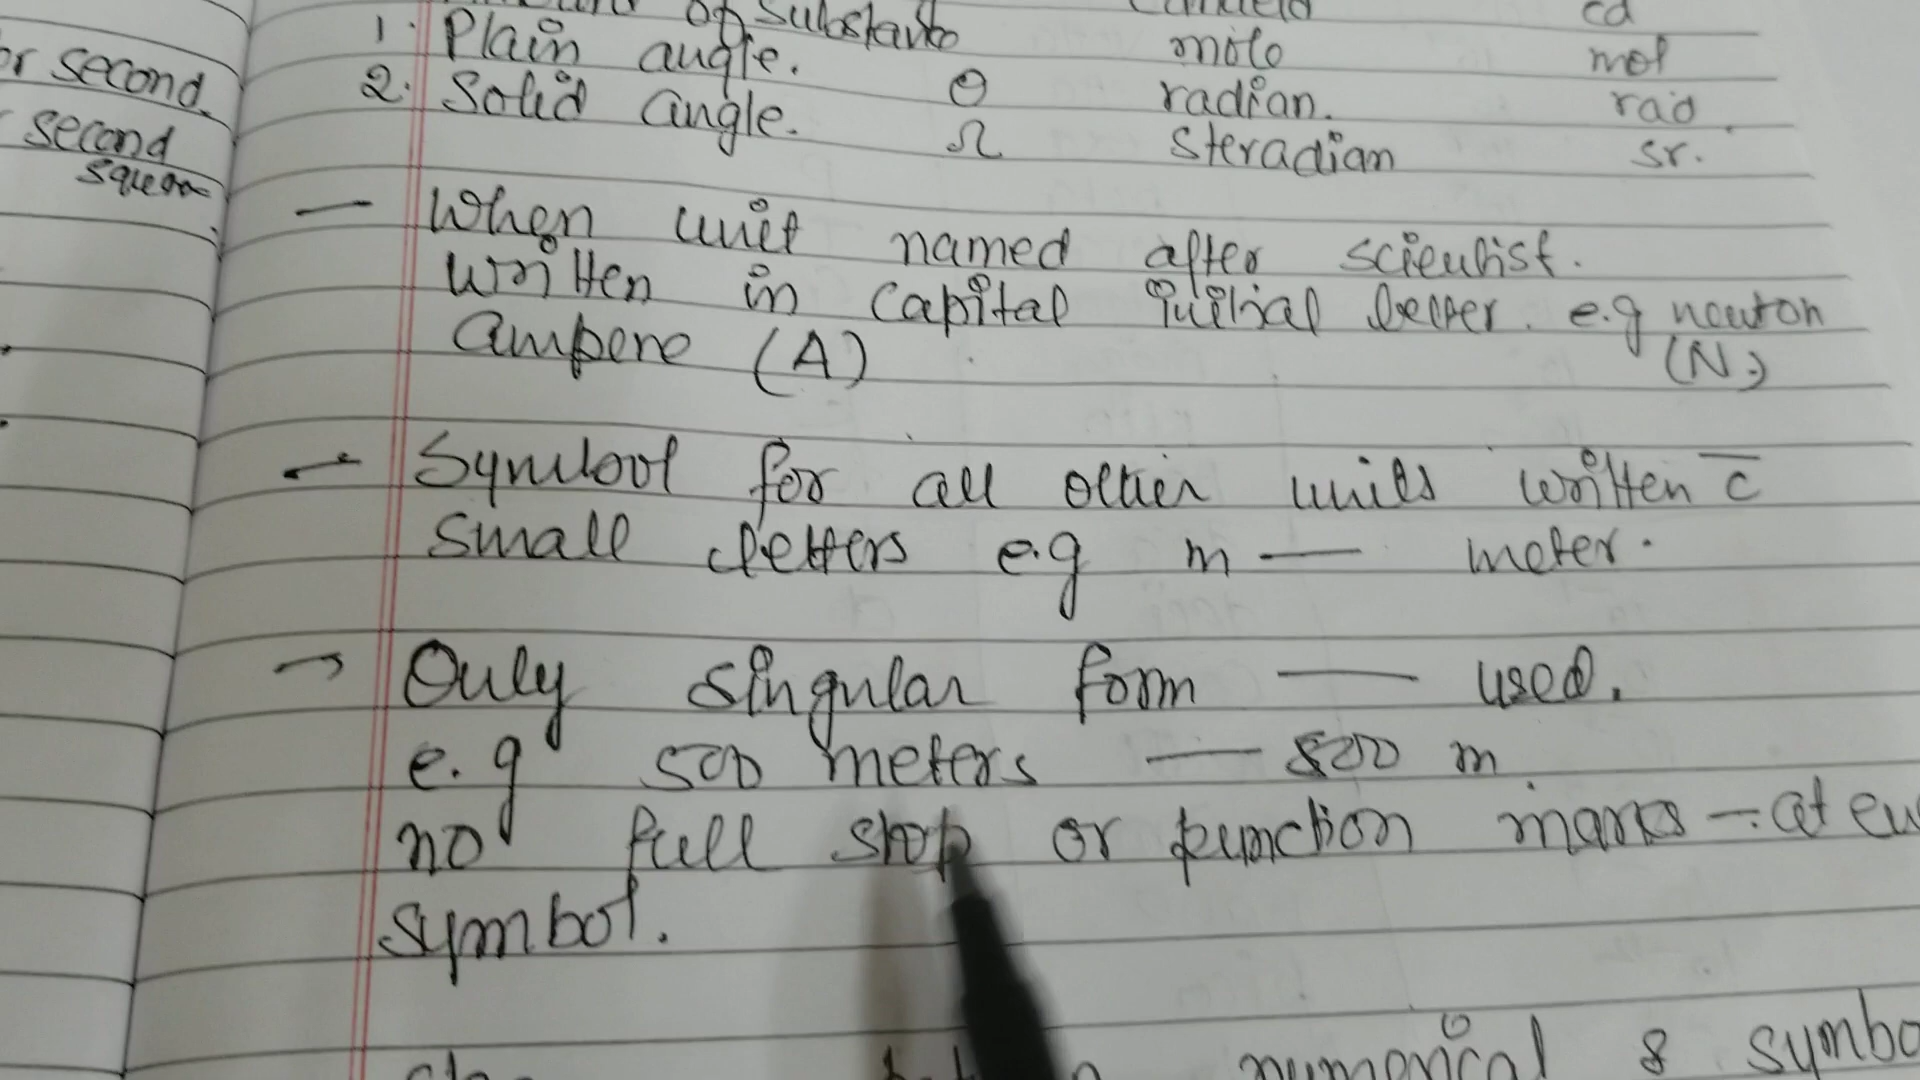 of substance candela cd
1. Plain angle. mole mol
2. Solid angle. θ radian. rad.
Ω steradian sr.
or second.
second
square
— When unit named after scientist.
written in capital initial letter. e.g newton
ampere (A) (N)
— Symbol for all other units written c̅
small letters e.g m — meter.
→ Only singular form — used.
e.g 500 meters — 500 m
no full stop or punction marks — at
symbol.
numerical &